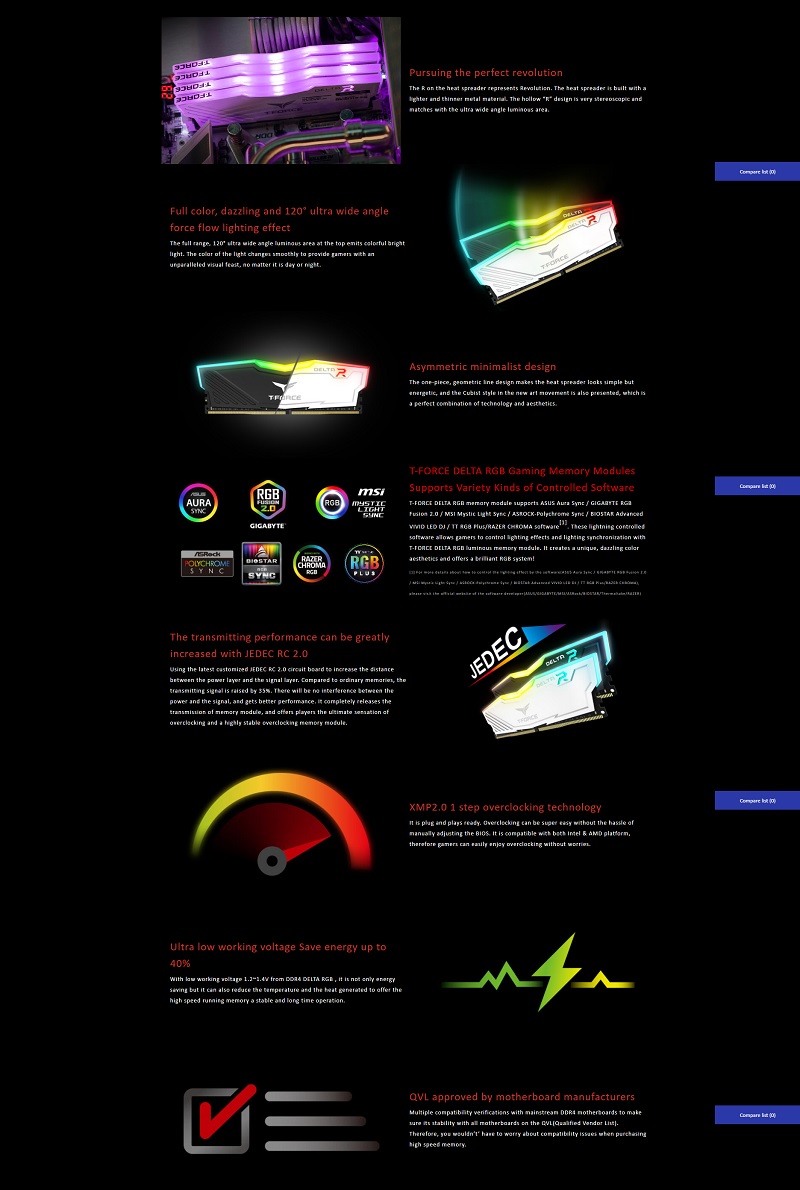 T-FORCE
T-FORCE
T-FORCE
T-FORCE
Pursuing the perfect revolution
The R on the heat spreader represents Revolution. The heat spreader is built with a
lighter and thinner metal material. The hollow "R" design is very stereoscopic and
matches with the ultra wide angle luminous area.
Compare list (0)
Full color, dazzling and 120° ultra wide angle
force flow lighting effect
The full range, 120° ultra wide angle luminous area at the top emits colorful bright
light. The color of the light changes smoothly to provide gamers with an
unparalleled visual feast, no matter it is day or night.
DELTA R
DELTA R
T-FORCE
Asymmetric minimalist design
The one-piece, geometric line design makes the heat spreader looks simple but
energetic, and the Cubist style in the new art movement is also presented, which is
a perfect combination of technology and aesthetics.
DELTA R
T-FORCE
T-FORCE DELTA RGB Gaming Memory Modules
Supports Variety Kinds of Controlled Software
T-FORCE DELTA RGB memory module supports ASUS Aura Sync / GIGABYTE RGB
Fusion 2.0 / MSI Mystic Light Sync / ASROCK-Polychrome Sync / BIOSTAR Advanced
VIVID LED DJ / TT RGB Plus/RAZER CHROMA software[1]. These lightning controlled
software allows gamers to control lighting effects and lighting synchronization with
T-FORCE DELTA RGB luminous memory module. It creates a unique, dazzling color
aesthetics and offers a brilliant RGB system!
[1] For more details about how to control the lighting effect by the software(ASUS Aura Sync / GIGABYTE RGB Fusion 2.0
/ MSI Mystic Light Sync / ASROCK-Polychrome Sync / BIOSTAR Advanced VIVID LED DJ / TT RGB Plus/RAZER CHROMA),
please visit the official website of the software developer(ASUS/GIGABYTE/MSI/ASRock/BIOSTAR/Thermaltake/RAZER)
Compare list (0)
ASUS
AURA
SYNC
RGB
FUSION
2.0
GIGABYTE
RGB
msi
MYSTIC
LIGHT
SYNC
ASRock
POLYCHROME
SYNC
BIOSTAR
RGB
SYNC
RAZER
CHROMA
RGB
RGB
PLUS
The transmitting performance can be greatly
increased with JEDEC RC 2.0
Using the latest customized JEDEC RC 2.0 circuit board to increase the distance
between the power layer and the signal layer. Compared to ordinary memories, the
transmitting signal is raised by 35%. There will be no interference between the
power and the signal, and gets better performance. It completely releases the
transmission of memory module, and offers players the ultimate sensation of
overclocking and a highly stable overclocking memory module.
JEDEC
DELTA R
DELTA R
T-FORCE
XMP2.0 1 step overclocking technology
It is plug and plays ready. Overclocking can be super easy without the hassle of
manually adjusting the BIOS. It is compatible with both Intel & AMD platform,
therefore gamers can easily enjoy overclocking without worries.
Compare list (0)
Ultra low working voltage Save energy up to
40%
With low working voltage 1.2~1.4V from DDR4 DELTA RGB , it is not only energy
saving but it can also reduce the temperature and the heat generated to offer the
high speed running memory a stable and long time operation.
QVL approved by motherboard manufacturers
Multiple compatibility verifications with mainstream DDR4 motherboards to make
sure its stability with all motherboards on the QVL(Qualified Vendor List).
Therefore, you wouldn't' have to worry about compatibility issues when purchasing
high speed memory.
Compare list (0)